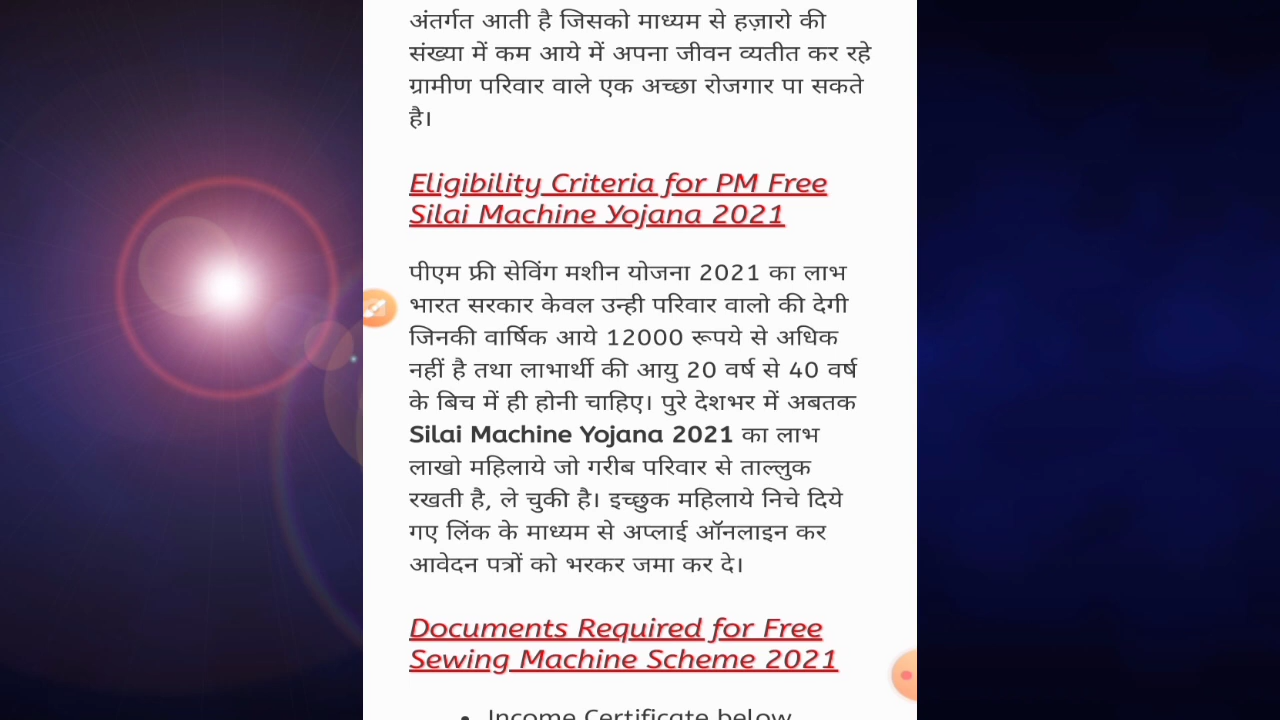 अंतर्गत आती है जिसको माध्यम से हज़ारो की
संख्या में कम आये में अपना जीवन व्यतीत कर रहे
ग्रामीण परिवार वाले एक अच्छा रोजगार पा सकते
है।
Eligibility Criteria for PM Free
Silai Machine Yojana 2021
पीएम फ्री सेविंग मशीन योजना 2021 का लाभ
भारत सरकार केवल उन्ही परिवार वालो की देगी
जिनकी वार्षिक आये 12000 रूपये से अधिक
नहीं है तथा लाभार्थी की आयु 20 वर्ष से 40 वर्ष
के बिच में ही होनी चाहिए। पुरे देशभर में अबतक
Silai Machine Yojana 2021 का लाभ
लाखो महिलाये जो गरीब परिवार से ताल्लुक
रखती है, ले चुकी है। इच्छुक महिलाये निचे दिये
गए लिंक के माध्यम से अप्लाई ऑनलाइन कर
आवेदन पत्रों को भरकर जमा कर दे।
Documents Required for Free
Sewing Machine Scheme 2021
• Income Certificate below